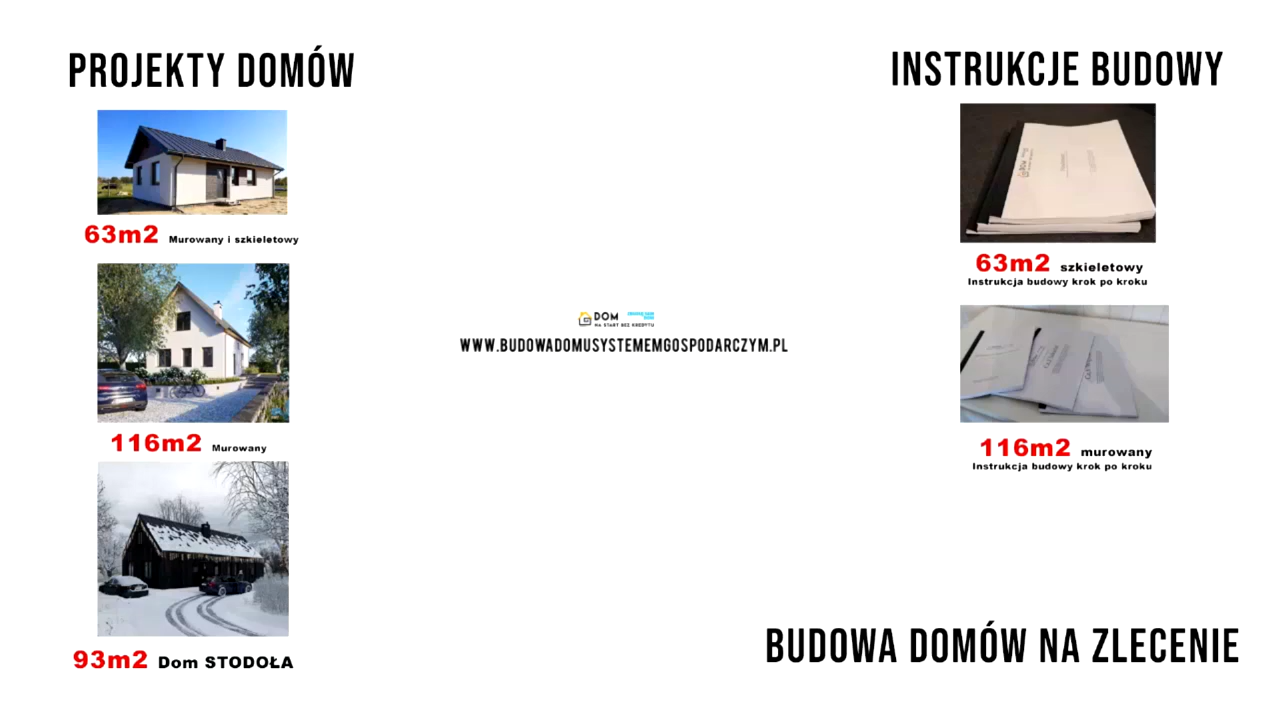 PROJEKTY DOMÓW
63m2 Murowany i szkieletowy
116m2 Murowany
93m2 Dom STODOŁA
DOM
NA START BEZ KREDYTU
WWW.BUDOWADOMUSYSTEMEMGOSPODARCZYM.PL
INSTRUKCJE BUDOWY
63m2 szkieletowy
Instrukcja budowy krok po kroku
116m2 murowany
Instrukcja budowy krok po kroku
BUDOWA DOMÓW NA ZLECENIE